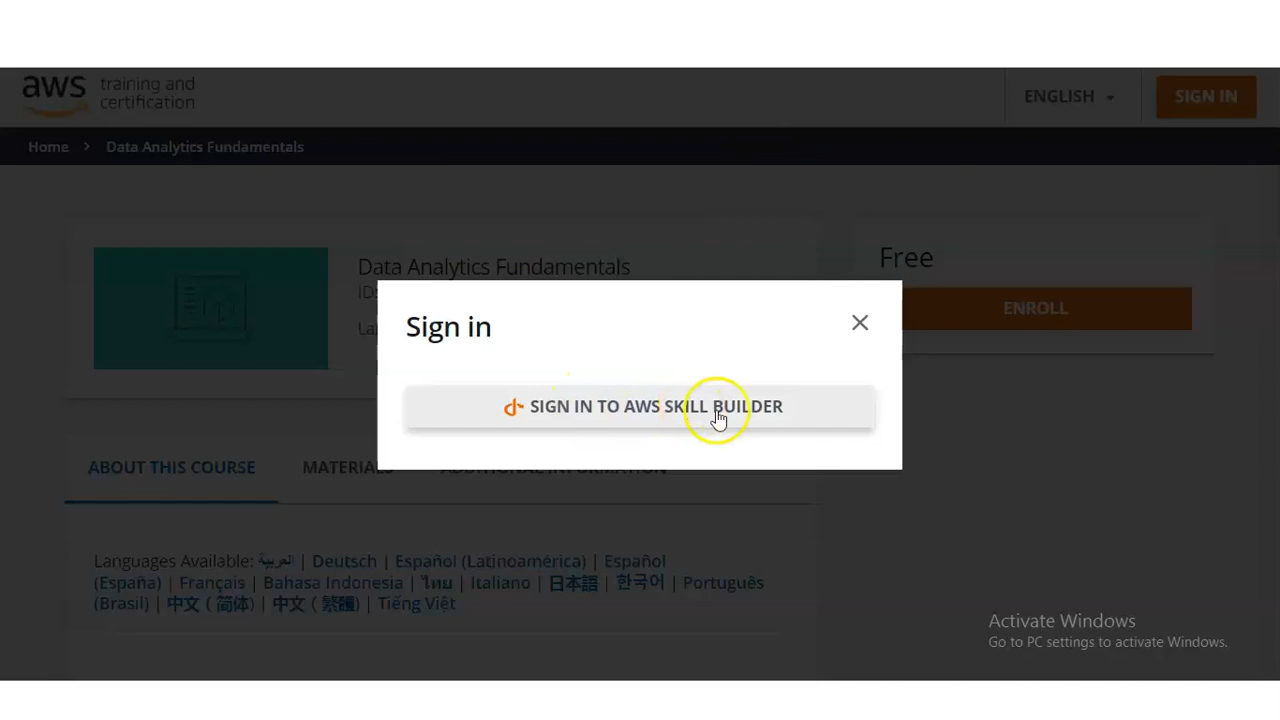 aws training and
certification
ENGLISH
SIGN IN
Home > Data Analytics Fundamentals
Data Analytics Fundamentals
Free
ENROLL
Sign in
SIGN IN TO AWS SKILL BUILDER
ABOUT THIS COURSE
MATERIALS
ADDITIONAL INFORMATION
Languages Available: العربية | Deutsch | Español (Latinoamérica) | Español
(España) | Français | Bahasa Indonesia | ไทย | Italiano | 日本語 | 한국어 | Português
(Brasil) | 中文 (简体) | 中文 (繁體) | Tiếng Việt
Activate Windows
Go to PC settings to activate Windows.